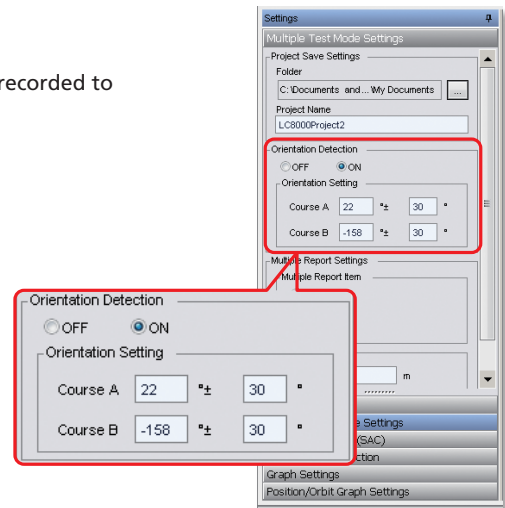 recorded to
Settings
Multiple Test Mode Settings
Project Save Settings
Folder
C:\Documents and ... \My Documents ...
Project Name
LC8000Project2
Orientation Detection
OFF ON
Orientation Setting
Course A 22 °± 30 °
Course B -158 °± 30 °
Multiple Report Settings
Multiple Report Item
Orientation Detection
OFF ON
Orientation Setting
Course A 22 °± 30 °
Course B -158 °± 30 °
m
e Settings
(SAC)
ction
Graph Settings
Position/Orbit Graph Settings